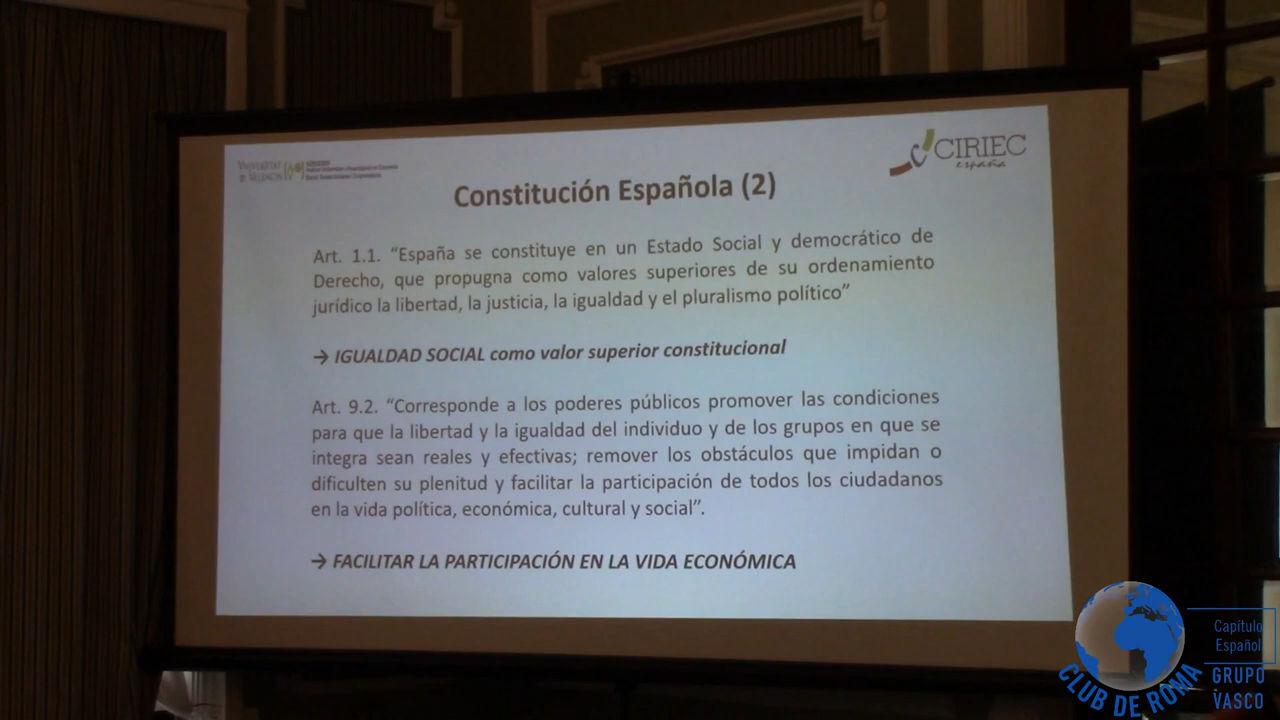 VNIVERSITAT
DE VALÈNCIA
CIRIEC
españa
Constitución Española (2)
Art. 1.1. “España se constituye en un Estado Social y democrático de
Derecho, que propugna como valores superiores de su ordenamiento
jurídico la libertad, la justicia, la igualdad y el pluralismo político”
→ IGUALDAD SOCIAL como valor superior constitucional
Art. 9.2. “Corresponde a los poderes públicos promover las condiciones
para que la libertad y la igualdad del individuo y de los grupos en que se
integra sean reales y efectivas; remover los obstáculos que impidan o
dificulten su plenitud y facilitar la participación de todos los ciudadanos
en la vida política, económica, cultural y social”.
→ FACILITAR LA PARTICIPACIÓN EN LA VIDA ECONÓMICA
Capítulo
Español
CLUB DE ROMA
GRUPO
VASCO